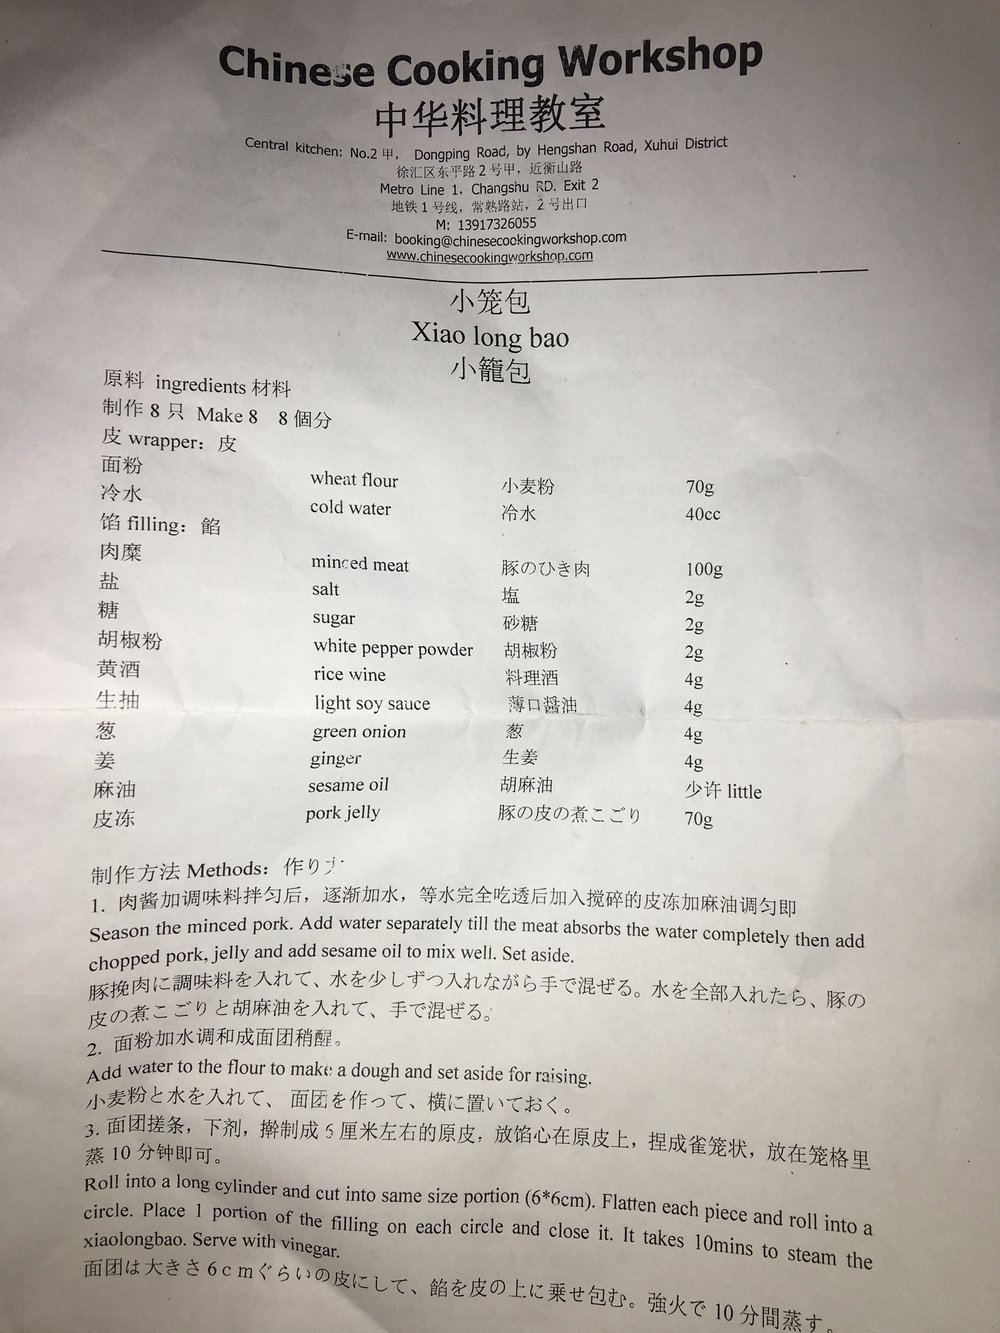 Chinese Cooking Workshop
中华料理教室
Central kitchen: No.2 甲， Dongping Road, by Hengshan Road, Xuhui District
徐汇区东平路 2 号甲，近衡山路
Metro Line 1, Changshu RD. Exit 2
地铁 1 号线，常熟路站，2 号出口
M: 13917326055
E-mail: booking@chinesecookingworkshop.com
www.chinesecookingworkshop.com
小笼包
Xiao long bao
小籠包
原料 ingredients 材料
制作 8 只 Make 8 8 個分
皮 wrapper：皮
面粉 wheat flour 小麦粉 70g
冷水 cold water 冷水 40cc
馅 filling：餡
肉糜 minced meat 豚のひき肉 100g
盐 salt 塩 2g
糖 sugar 砂糖 2g
胡椒粉 white pepper powder 胡椒粉 2g
黄酒 rice wine 料理酒 4g
生抽 light soy sauce 薄口醤油 4g
葱 green onion 葱 4g
姜 ginger 生姜 4g
麻油 sesame oil 胡麻油 少许 little
皮冻 pork jelly 豚の皮の煮こごり 70g
制作方法 Methods：作り方
1. 肉酱加调味料拌匀后，逐渐加水，等水完全吃透后加入搅碎的皮冻加麻油调匀即
Season the minced pork. Add water separately till the meat absorbs the water completely then add
chopped pork, jelly and add sesame oil to mix well. Set aside.
豚挽肉に調味料を入れて、水を少しずつ入れながら手で混ぜる。水を全部入れたら、豚の
皮の煮こごりと胡麻油を入れて、手で混ぜる。
2. 面粉加水调和成面团稍醒。
Add water to the flour to make a dough and set aside for raising.
小麦粉と水を入れて、 面団を作って、横に置いておく。
3. 面团搓条，下剂，擀制成 6 厘米左右的原皮，放馅心在原皮上，捏成雀笼状，放在笼格里
蒸 10 分钟即可。
Roll into a long cylinder and cut into same size portion (6*6cm). Flatten each piece and roll into a
circle. Place 1 portion of the filling on each circle and close it. It takes 10mins to steam the
xiaolongbao. Serve with vinegar.
面団は大きさ 6ｃｍぐらいの皮にして、餡を皮の上に乗せ包む。強火で 10 分間蒸す。